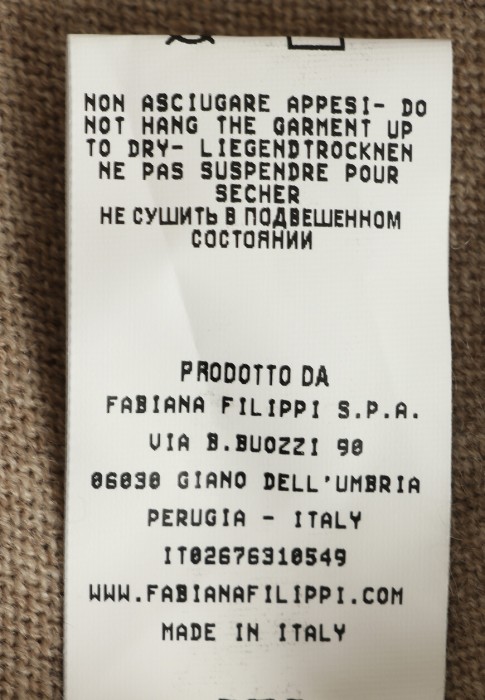 NON ASCIUGARE APPESI- DO
NOT HANG THE GARMENT UP
TO DRY- LIEGENDTROCKNEN
NE PAS SUSPENDRE POUR
SECHER
НЕ СУШИТЬ В ПОДВЕШЕННОМ
СОСТОЯНИИ
PRODOTTO DA
FABIANA FILIPPI S.P.A.
VIA B.BUOZZI 90
06030 GIANO DELL'UMBRIA
PERUGIA - ITALY
IT02676310549
WWW.FABIANAFILIPPI.COM
MADE IN ITALY